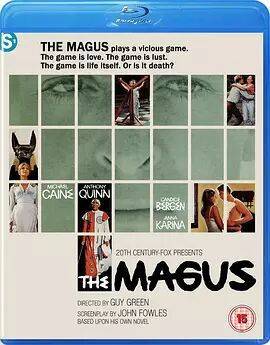 Blu-ray Disc
S:
THE MAGUS plays a vicious game.
The game is love. The game is lust.
The game is life itself. Or is it death?
MICHAEL CAINE
ANTHONY QUINN
CANDICE BERGEN
ANNA KARINA
20TH CENTURY-FOX PRESENTS
THE MAGUS
DIRECTED BY GUY GREEN
SCREENPLAY BY JOHN FOWLES
BASED UPON HIS OWN NOVEL
15